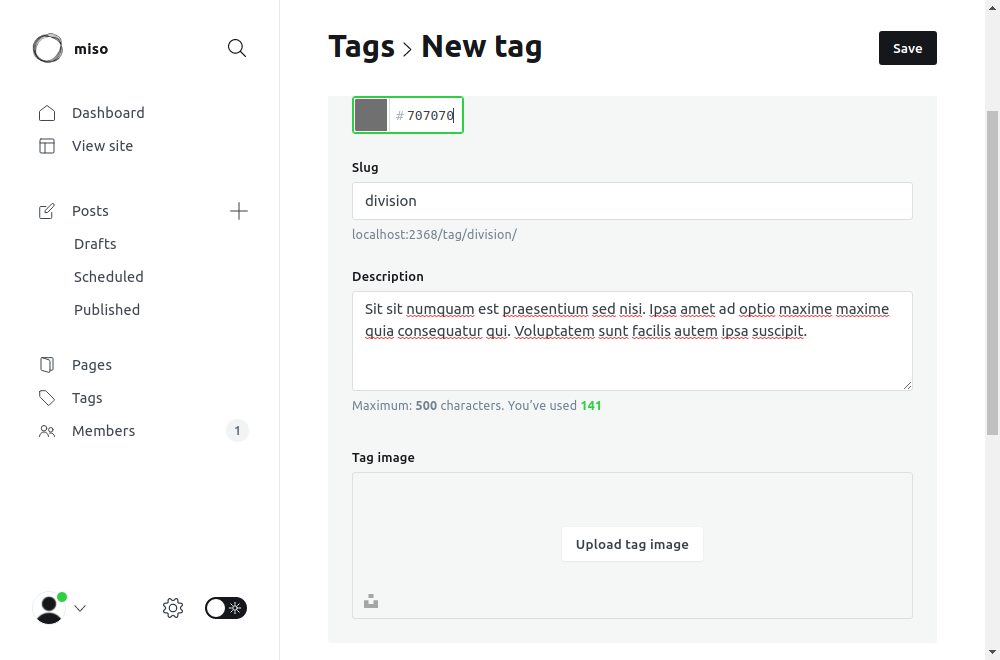 miso
Dashboard
View site
Posts
Drafts
Scheduled
Published
Pages
Tags
Members 1
Tags > New tag
Save
# 707070
Slug
division
localhost:2368/tag/division/
Description
Sit sit numquam est praesentium sed nisi. Ipsa amet ad optio maxime maxime
quia consequatur qui. Voluptatem sunt facilis autem ipsa suscipit.
Maximum: 500 characters. You’ve used 141
Tag image
Upload tag image